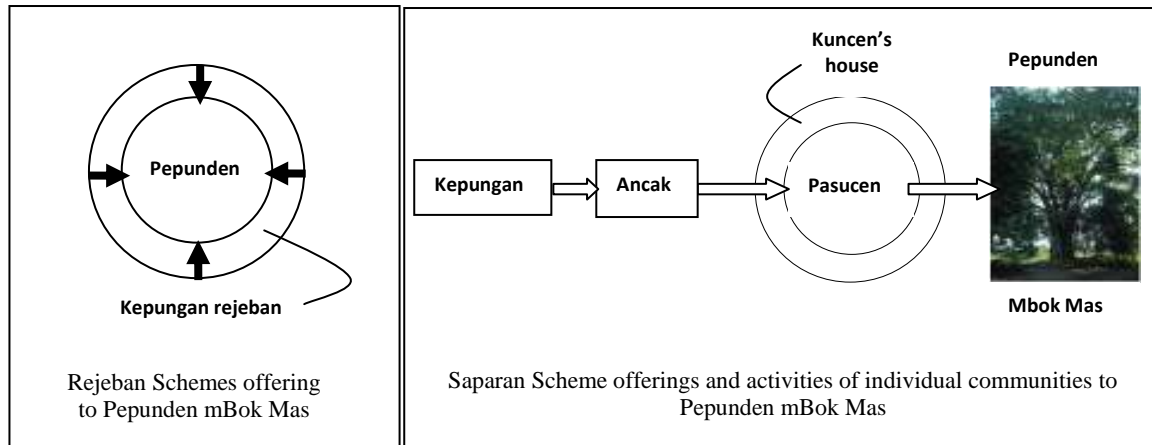 Pepunden
Kepungan rejeban
Rejeban Schemes offering
to Pepunden mBok Mas
Kuncen’s
house
Pepunden
Kepungan
Ancak
Pasucen
Mbok Mas
Saparan Scheme offerings and activities of individual communities to
Pepunden mBok Mas